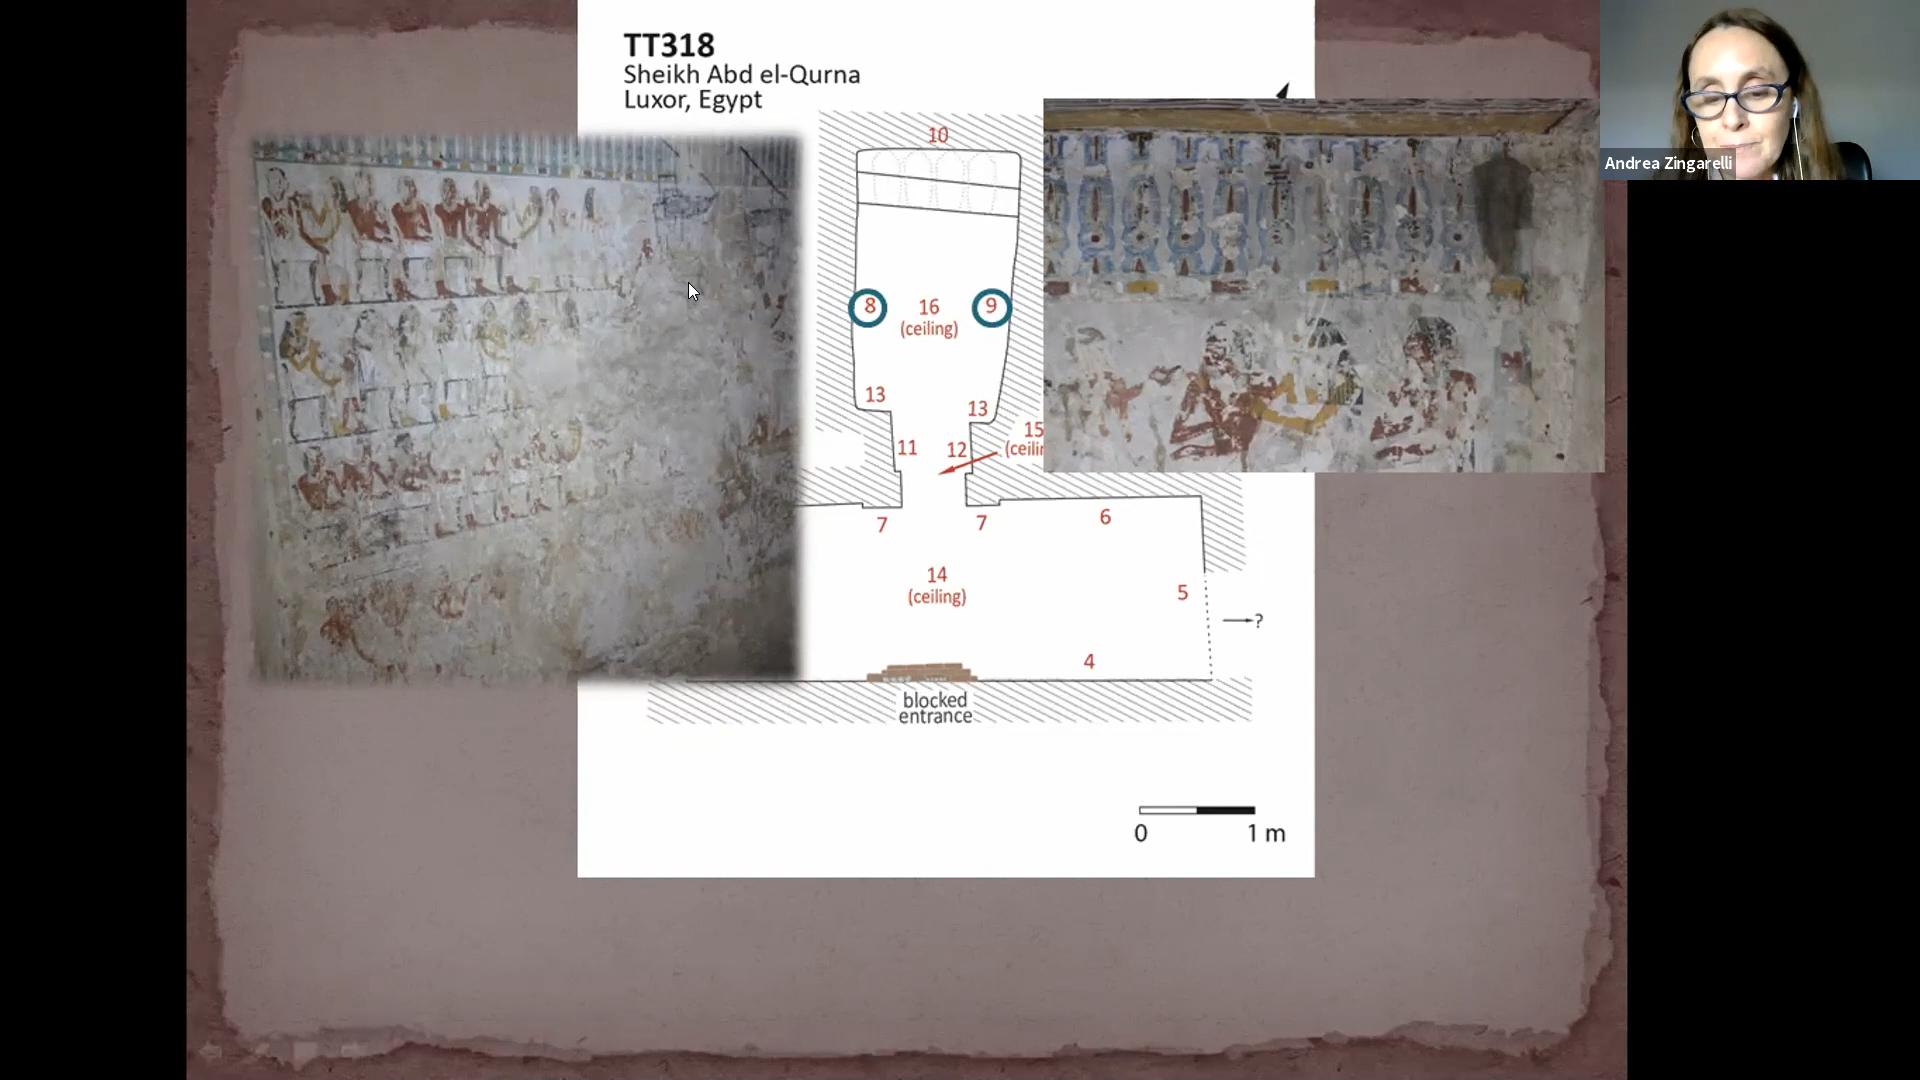 TT318
Sheikh Abd el-Qurna
Luxor, Egypt
Andrea Zingarelli
10
8
16
(ceiling)
9
13
13
15
11
12
7
7
6
14
(ceiling)
5
?
4
blocked
entrance
0
1 m